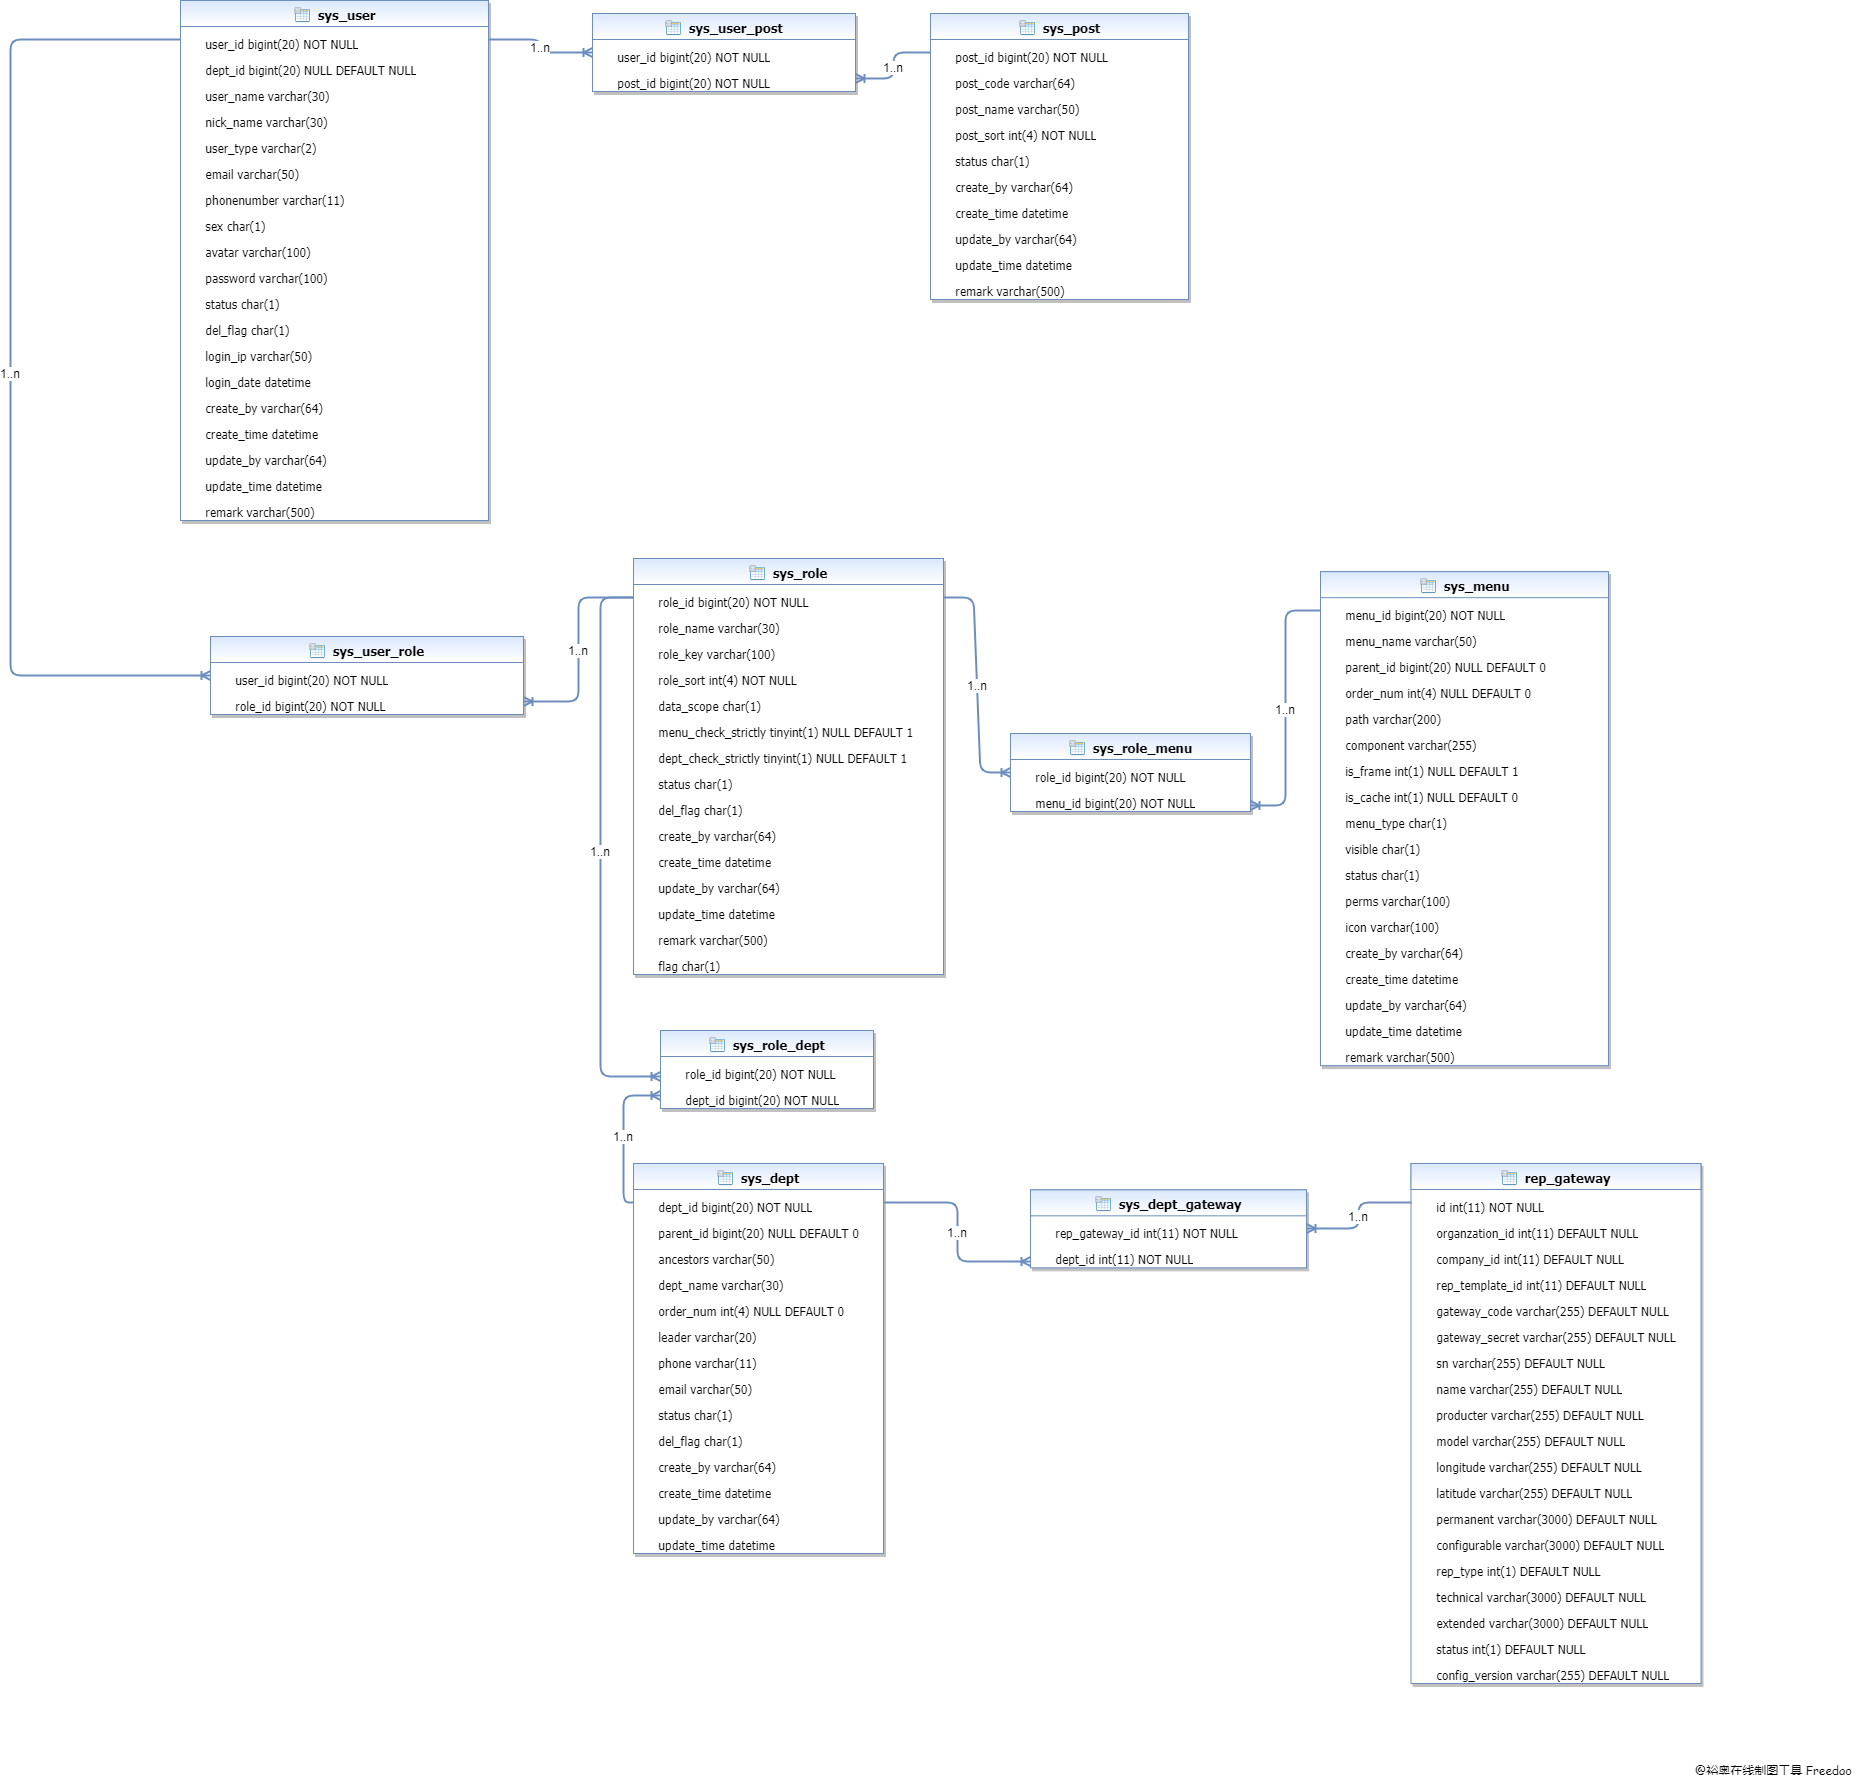 sys_user
user_id bigint(20) NOT NULL
dept_id bigint(20) NULL DEFAULT NULL
user_name varchar(30)
nick_name varchar(30)
user_type varchar(2)
email varchar(50)
phonenumber varchar(11)
sex char(1)
avatar varchar(100)
password varchar(100)
status char(1)
del_flag char(1)
login_ip varchar(50)
login_date datetime
create_by varchar(64)
create_time datetime
update_by varchar(64)
update_time datetime
remark varchar(500)
1..n
1..n
sys_user_post
user_id bigint(20) NOT NULL
post_id bigint(20) NOT NULL
1..n
sys_post
post_id bigint(20) NOT NULL
post_code varchar(64)
post_name varchar(50)
post_sort int(4) NOT NULL
status char(1)
create_by varchar(64)
create_time datetime
update_by varchar(64)
update_time datetime
remark varchar(500)
sys_user_role
user_id bigint(20) NOT NULL
role_id bigint(20) NOT NULL
1..n
sys_role
role_id bigint(20) NOT NULL
role_name varchar(30)
role_key varchar(100)
role_sort int(4) NOT NULL
data_scope char(1)
menu_check_strictly tinyint(1) NULL DEFAULT 1
dept_check_strictly tinyint(1) NULL DEFAULT 1
status char(1)
del_flag char(1)
create_by varchar(64)
create_time datetime
update_by varchar(64)
update_time datetime
remark varchar(500)
flag char(1)
1..n
1..n
sys_role_menu
role_id bigint(20) NOT NULL
menu_id bigint(20) NOT NULL
1..n
sys_menu
menu_id bigint(20) NOT NULL
menu_name varchar(50)
parent_id bigint(20) NULL DEFAULT 0
order_num int(4) NULL DEFAULT 0
path varchar(200)
component varchar(255)
is_frame int(1) NULL DEFAULT 1
is_cache int(1) NULL DEFAULT 0
menu_type char(1)
visible char(1)
status char(1)
perms varchar(100)
icon varchar(100)
create_by varchar(64)
create_time datetime
update_by varchar(64)
update_time datetime
remark varchar(500)
sys_role_dept
role_id bigint(20) NOT NULL
dept_id bigint(20) NOT NULL
1..n
sys_dept
dept_id bigint(20) NOT NULL
parent_id bigint(20) NULL DEFAULT 0
ancestors varchar(50)
dept_name varchar(30)
order_num int(4) NULL DEFAULT 0
leader varchar(20)
phone varchar(11)
email varchar(50)
status char(1)
del_flag char(1)
create_by varchar(64)
create_time datetime
update_by varchar(64)
update_time datetime
1..n
sys_dept_gateway
rep_gateway_id int(11) NOT NULL
dept_id int(11) NOT NULL
1..n
rep_gateway
id int(11) NOT NULL
organzation_id int(11) DEFAULT NULL
company_id int(11) DEFAULT NULL
rep_template_id int(11) DEFAULT NULL
gateway_code varchar(255) DEFAULT NULL
gateway_secret varchar(255) DEFAULT NULL
sn varchar(255) DEFAULT NULL
name varchar(255) DEFAULT NULL
producter varchar(255) DEFAULT NULL
model varchar(255) DEFAULT NULL
longitude varchar(255) DEFAULT NULL
latitude varchar(255) DEFAULT NULL
permanent varchar(3000) DEFAULT NULL
configurable varchar(3000) DEFAULT NULL
rep_type int(1) DEFAULT NULL
technical varchar(3000) DEFAULT NULL
extended varchar(3000) DEFAULT NULL
status int(1) DEFAULT NULL
config_version varchar(255) DEFAULT NULL
@裕奥在线制图工具 Freedoo